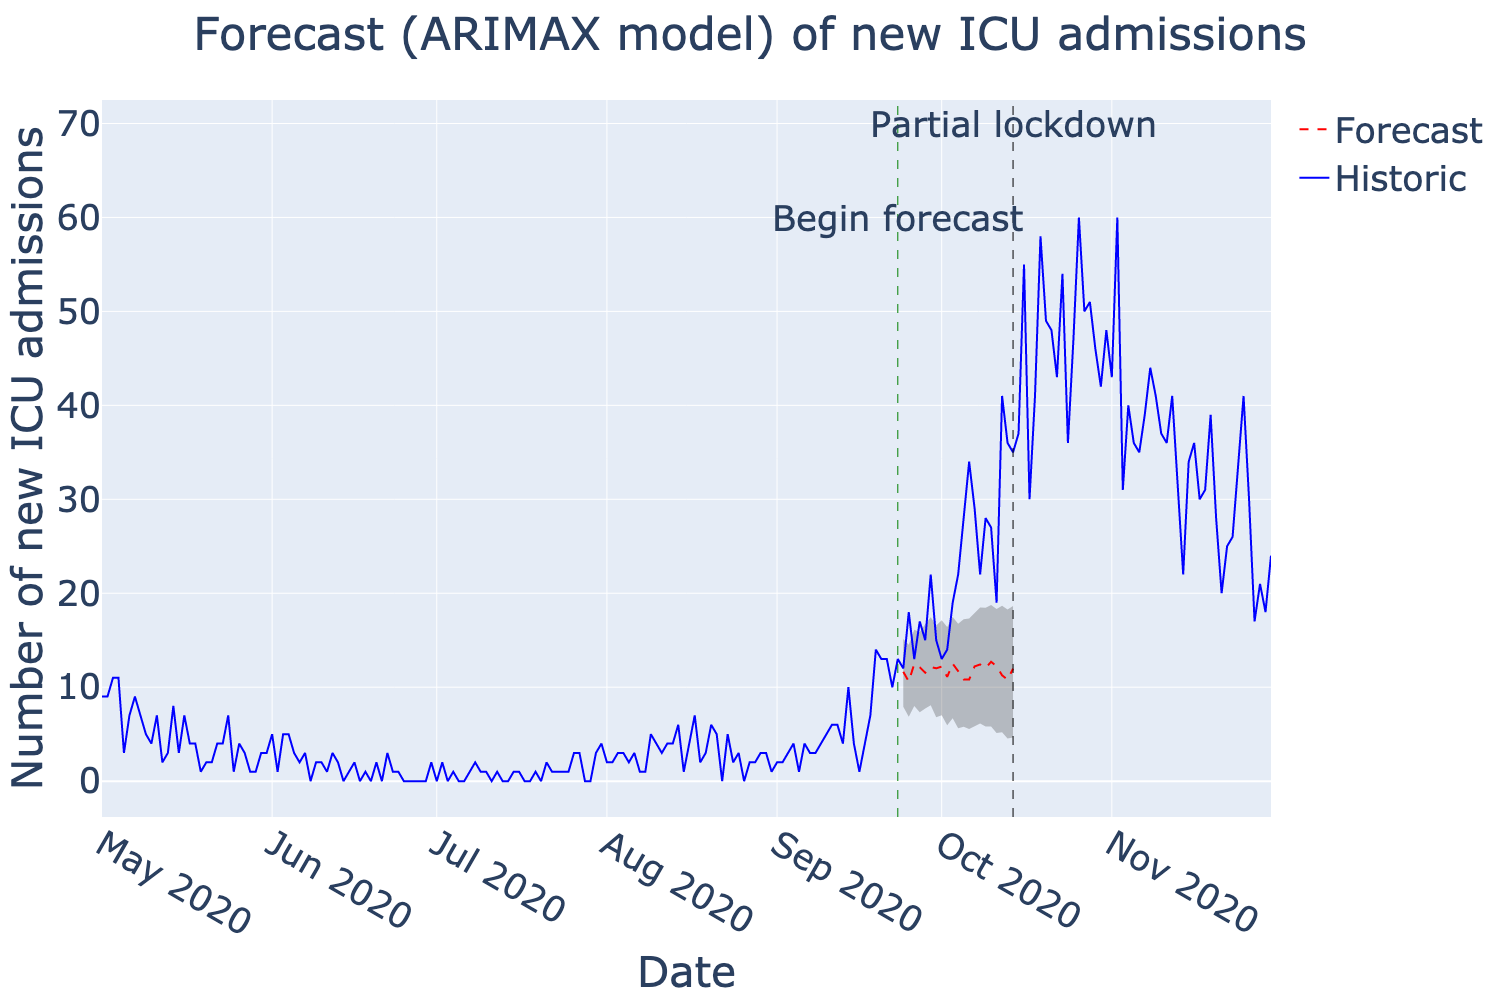 Forecast (ARIMAX model) of new ICU admissions
Number of new ICU admissions
70
60
50
40
30
20
10
0
Partial lockdown
Begin forecast
Forecast
Historic
May 2020
Jun 2020
Jul 2020
Aug 2020
Sep 2020
Oct 2020
Nov 2020
Date